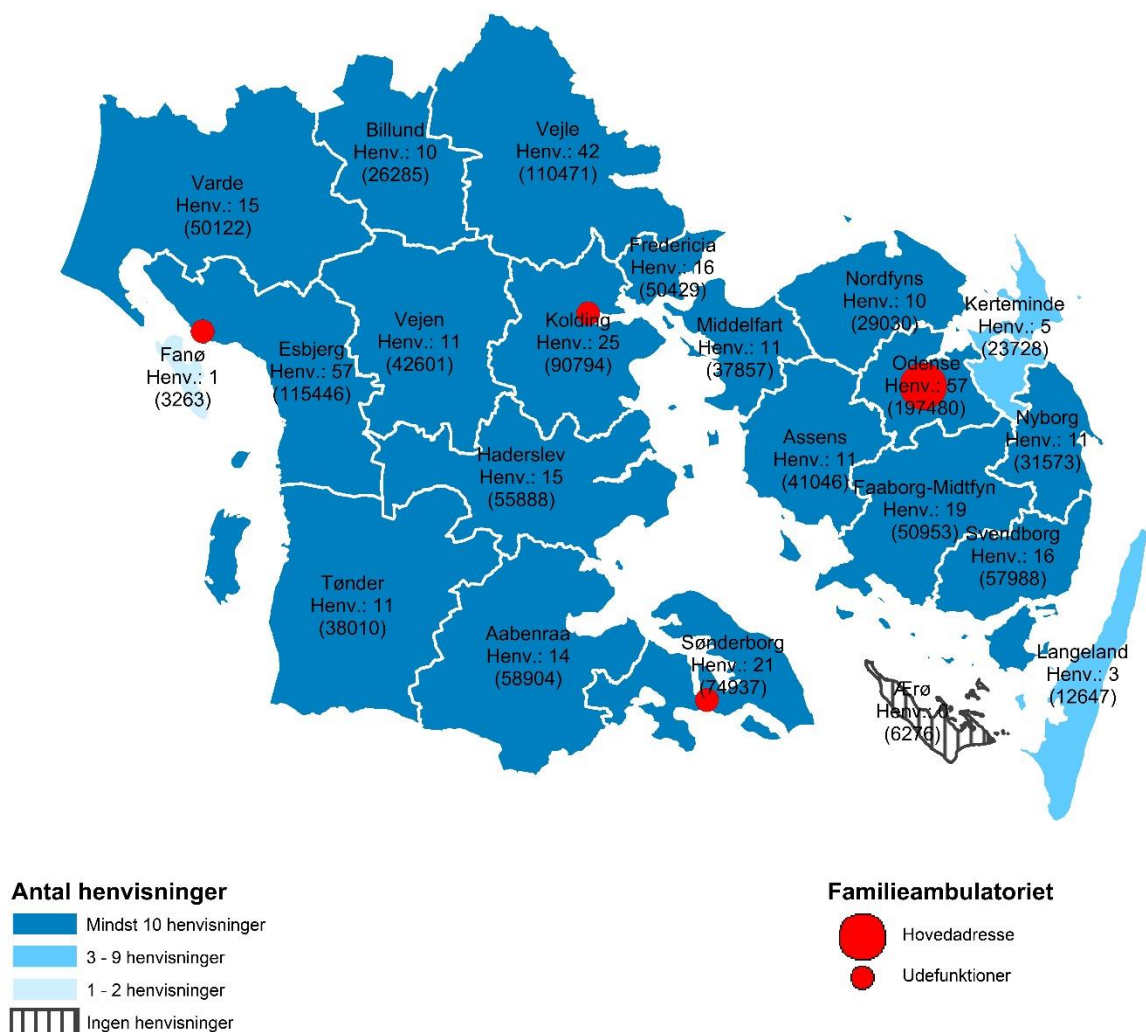 Billund
Henv.: 10
(26285)
Vejle
Henv.: 42
(110471)
Varde
Henv.: 15
(50122)
Fredericia
Henv.: 16
(50429)
Nordfyns
Henv.: 10
(29030)
Kerteminde
Henv.: 5
(23728)
Vejen
Henv.: 11
(42601)
Kolding
Henv.: 25
(90794)
Middelfart
Henv.: 11
(37857)
Fanø
Henv.: 1
(3263)
Esbjerg
Henv.: 57
(115446)
Odense
Henv.: 57
(197480)
Nyborg
Henv.: 11
(31573)
Assens
Henv.: 11
(41046)
Haderslev
Henv.: 15
(55888)
Faaborg-Midtfyn
Henv.: 19
(50953)
Svendborg
Henv.: 16
(57988)
Tønder
Henv.: 11
(38010)
Aabenraa
Henv.: 14
(58904)
Sønderborg
Henv.: 21
(74937)
Langeland
Henv.: 3
(12647)
Ærø
Henv.: 0
(6276)
Antal henvisninger
Mindst 10 henvisninger
3 - 9 henvisninger
1 - 2 henvisninger
Ingen henvisninger
Familieambulatoriet
Hovedadresse
Udefunktioner